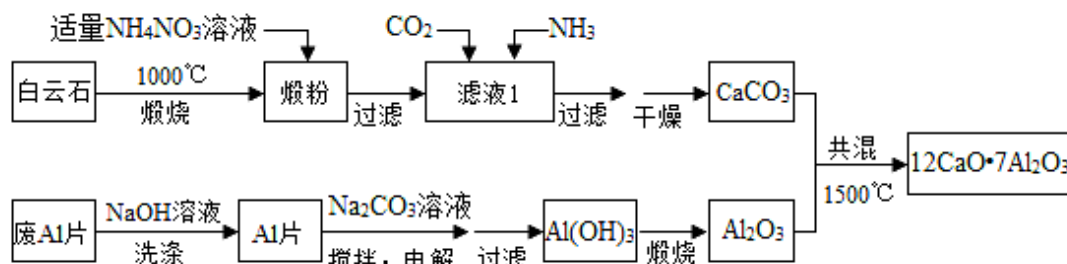 适量NH₄NO₃溶液
CO₂
NH₃
白云石
1000℃
煅烧
煅粉
过滤
滤液1
过滤
干燥
CaCO₃
共混
1500℃
12CaO•7Al₂O₃
废Al片
NaOH溶液
洗涤
Al片
Na₂CO₃溶液
搅拌，电解
过滤
Al(OH)₃
煅烧
Al₂O₃